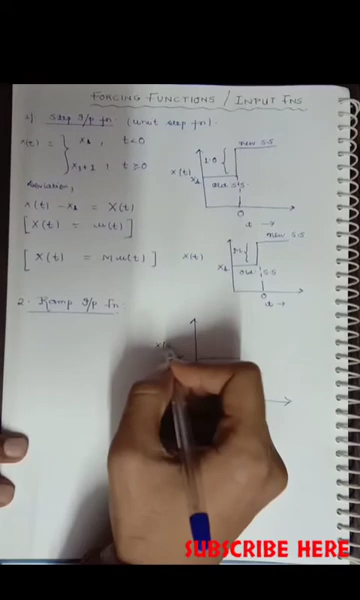 FORCING FUNCTIONS / INPUT FNS
1) Step i/p fn. (Unit step fn).
x(t) = { xs , t<0
xs+1 , t≥0
deviation,
x(t) - xs = X(t)
[ X(t) = u(t) ]
[ X(t) = Mu(t) ]
2. Ramp i/p fn.
new s.s
1.0
x(t)
xs
old s.s.
0
t →
new s.s
M
x(t)
xs
old s.s
0
t →
SUBSCRIBE HERE